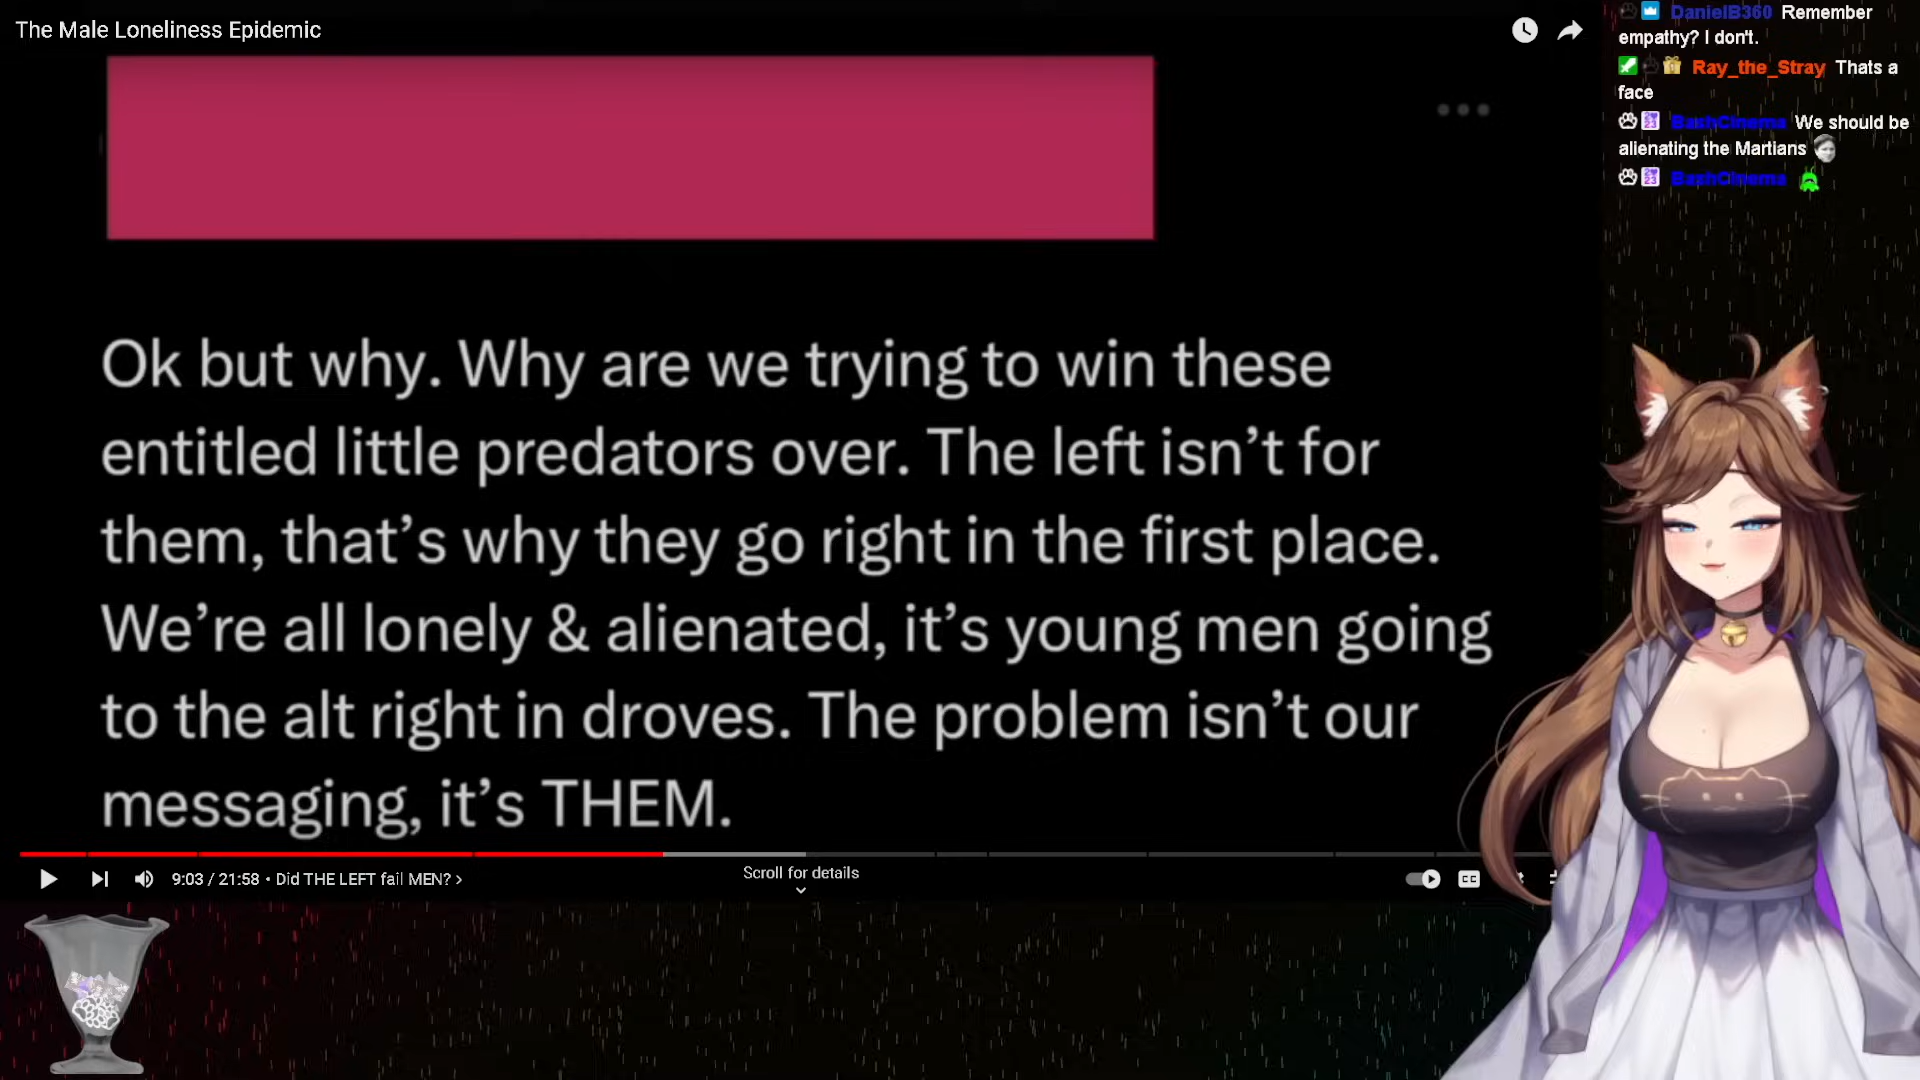 The Male Loneliness Epidemic
Ok but why. Why are we trying to win these
entitled little predators over. The left isn’t for
them, that’s why they go right in the first place.
We’re all lonely & alienated, it’s young men going
to the alt right in droves. The problem isn’t our
messaging, it’s THEM.
9:03 / 21:58 • Did THE LEFT fail MEN? ›
Scroll for details
CC
DanielB360 Remember
empathy? I don't.
Ray_the_Stray Thats a
face
BashCinema We should be
alienating the Martians
BashCinema